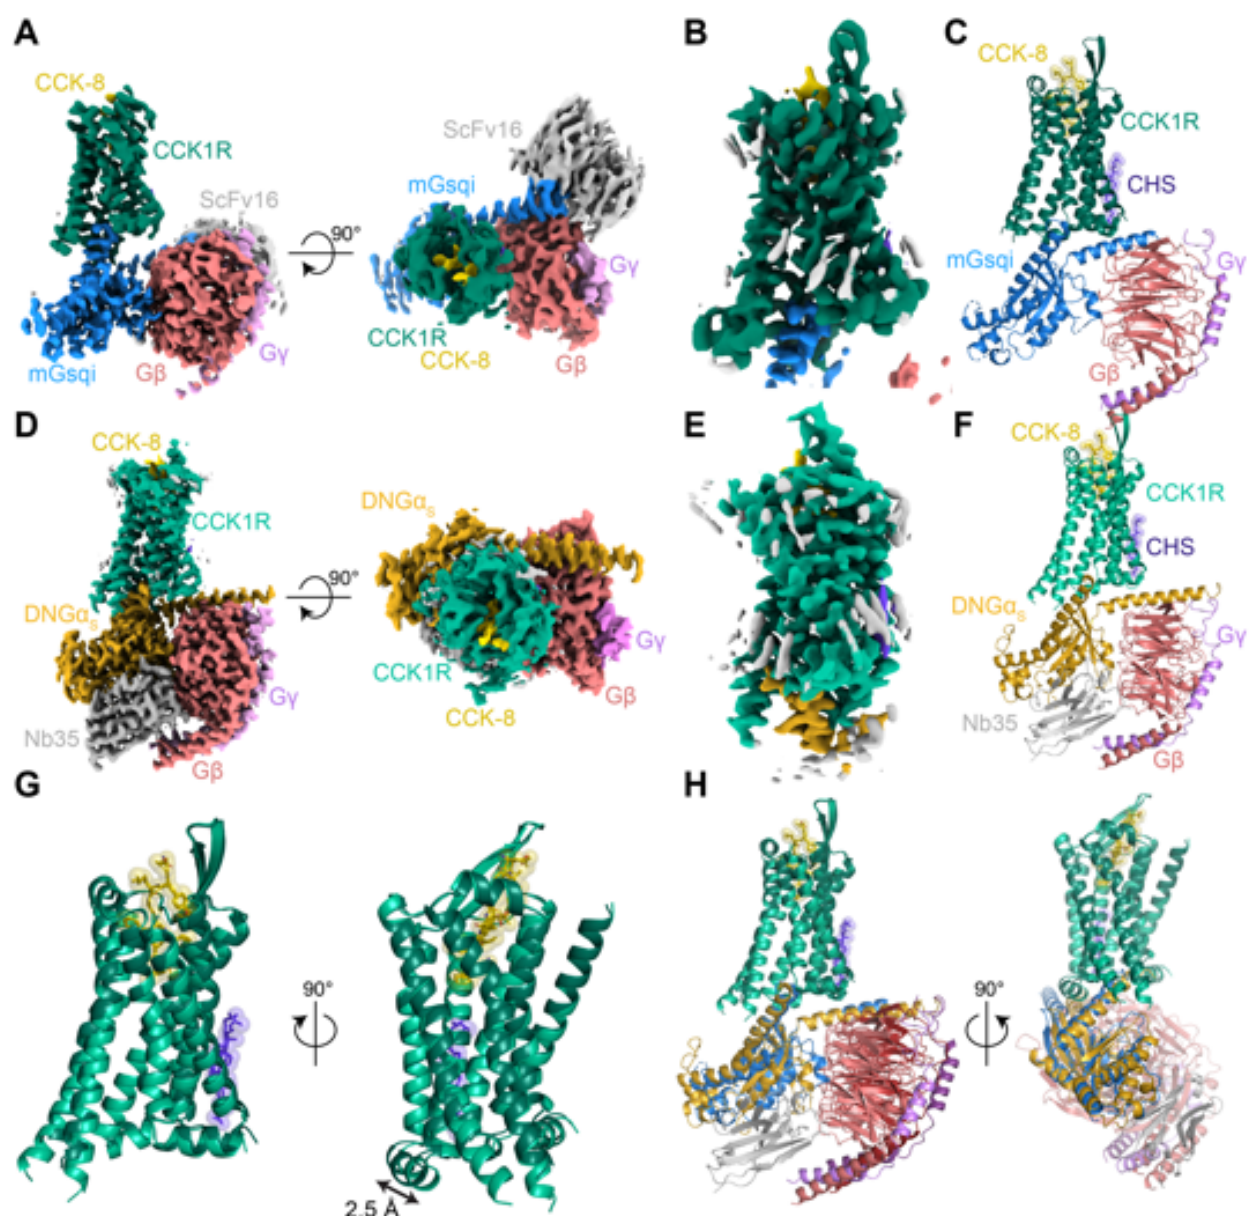 A
CCK-8
CCK1R
ScFv16
mGsqi
Gβ
Gγ
90°
ScFv16
mGsqi
Gγ
CCK1R
CCK-8
Gβ
B
C
CCK-8
CCK1R
CHS
mGsqi
Gγ
Gβ
D
CCK-8
CCK1R
DNGαs
Nb35
Gβ
Gγ
90°
DNGαs
Gγ
CCK1R
Gβ
CCK-8
E
F
CCK-8
CCK1R
CHS
DNGαs
Gγ
Nb35
Gβ
G
90°
2.5 Å
H
90°